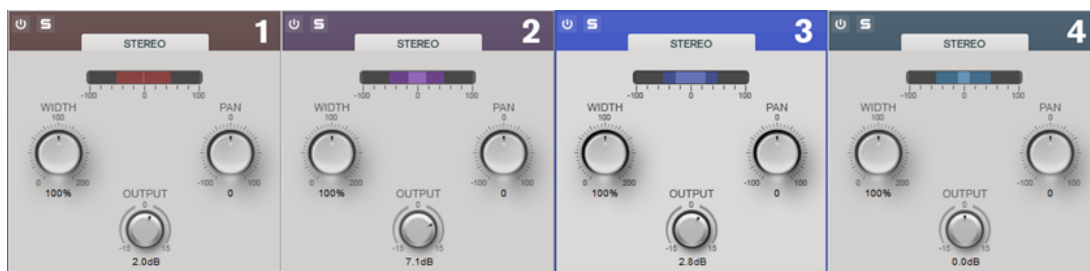 S 1 S 2 S 3 S 4
STEREO STEREO STEREO STEREO
-100 0 100 -100 0 100 -100 0 100 -100 0 100
WIDTH PAN WIDTH PAN WIDTH PAN WIDTH PAN
100 0 100 0 100 0 100 0
0 200 -100 100 0 200 -100 100 0 200 -100 100 0 200 -100 100
100% 0 100% 0 100% 0 100% 0
OUTPUT OUTPUT OUTPUT OUTPUT
0 0 0 0
-15 15 -15 15 -15 15 -15 15
2.0dB 7.1dB 2.8dB 0.0dB